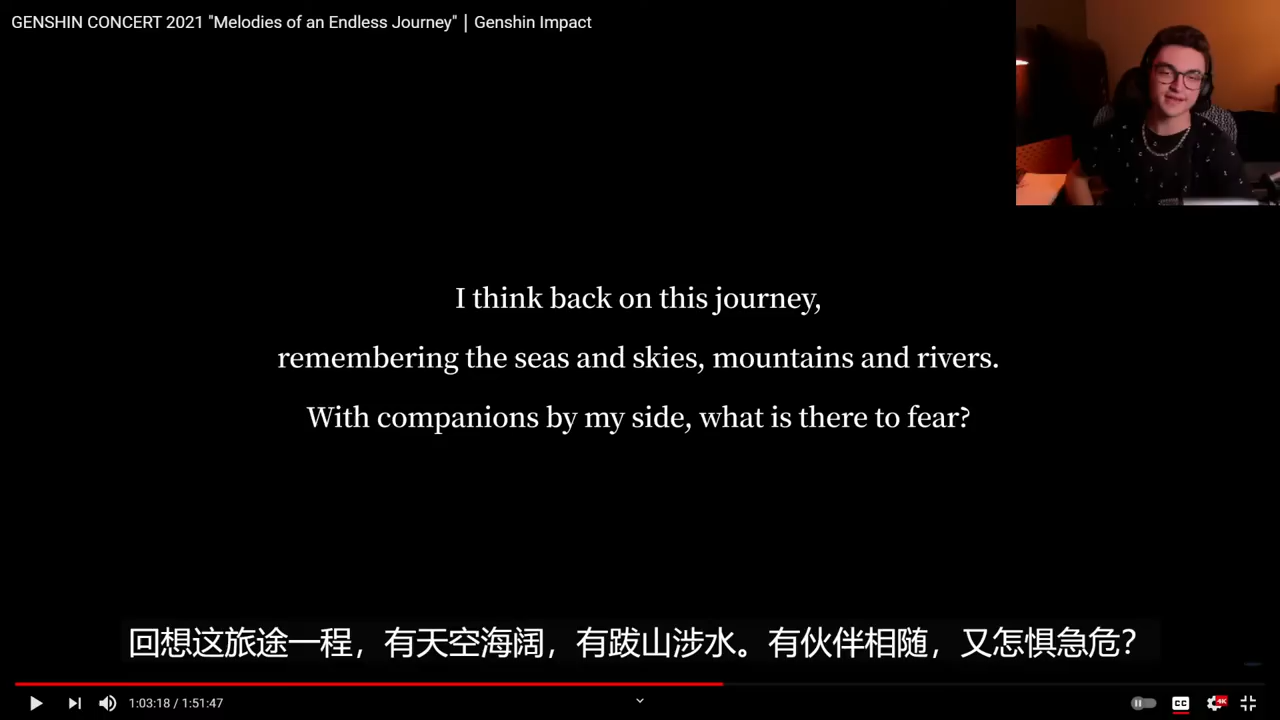 GENSHIN CONCERT 2021 "Melodies of an Endless Journey" | Genshin Impact
I think back on this journey,
remembering the seas and skies, mountains and rivers.
With companions by my side, what is there to fear?
回想这旅途一程，有天空海阔，有跋山涉水。有伙伴相随，又怎惧急危？
1:03:18 / 1:51:47
CC
4K